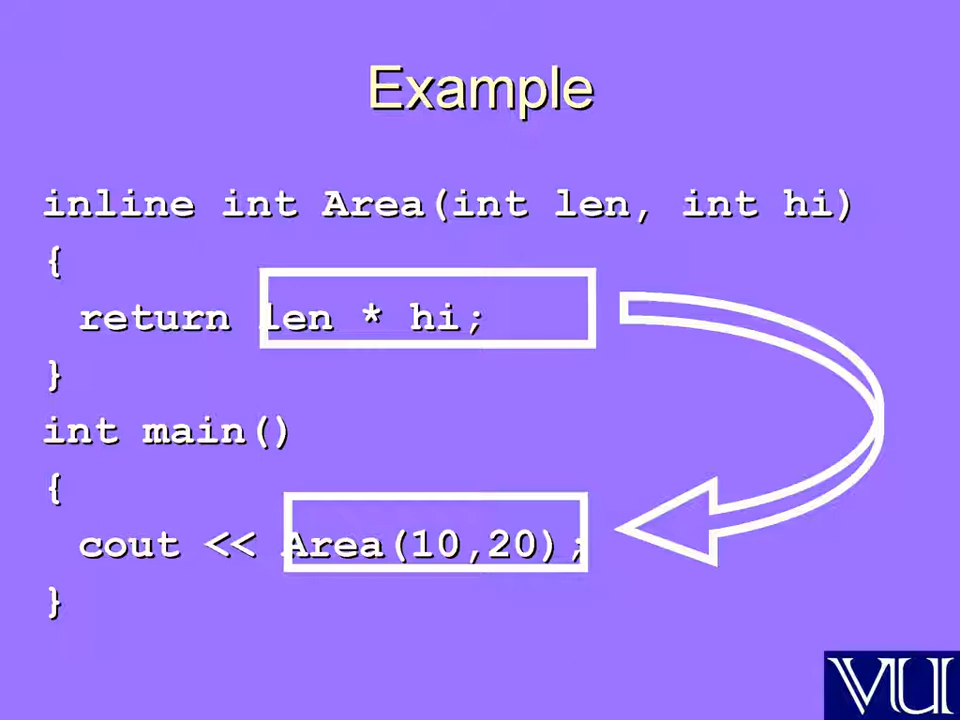 Example
inline int Area(int len, int hi)
{
return len * hi;
}
int main()
{
cout << Area(10,20);
}
VU